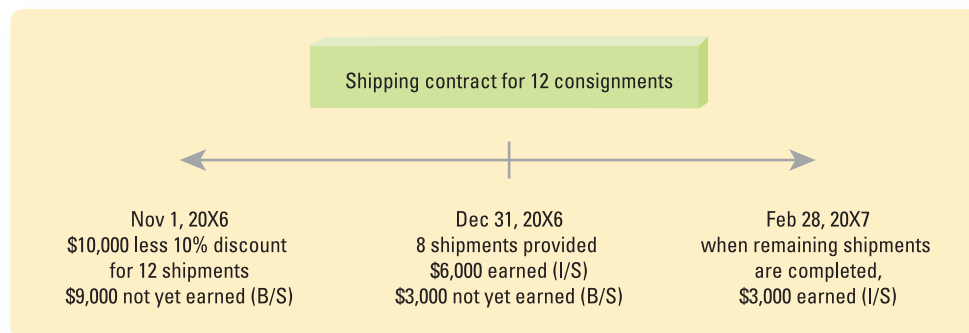 Shipping contract for 12 consignments
Nov 1, 20X6
$10,000 less 10% discount
for 12 shipments
$9,000 not yet earned (B/S)
Dec 31, 20X6
8 shipments provided
$6,000 earned (I/S)
$3,000 not yet earned (B/S)
Feb 28, 20X7
when remaining shipments
are completed,
$3,000 earned (I/S)